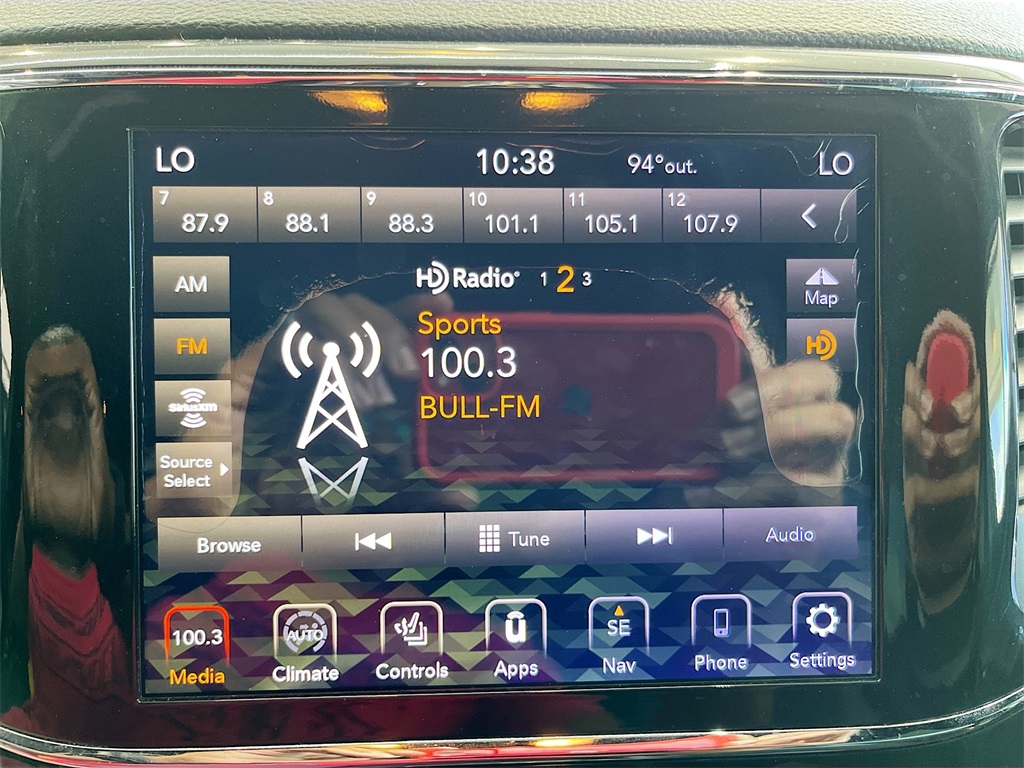 LO 10:38 94°out. LO
7 8 9 10 11 12
87.9 88.1 88.3 101.1 105.1 107.9
AM HD Radio 1 2 3
Map
Sports
FM 100.3 HD
BULL-FM
SiriusXM
Source
Select
Browse Tune Audio
100.3 AUTO ū SE
Media Climate Controls Apps Nav Phone Settings